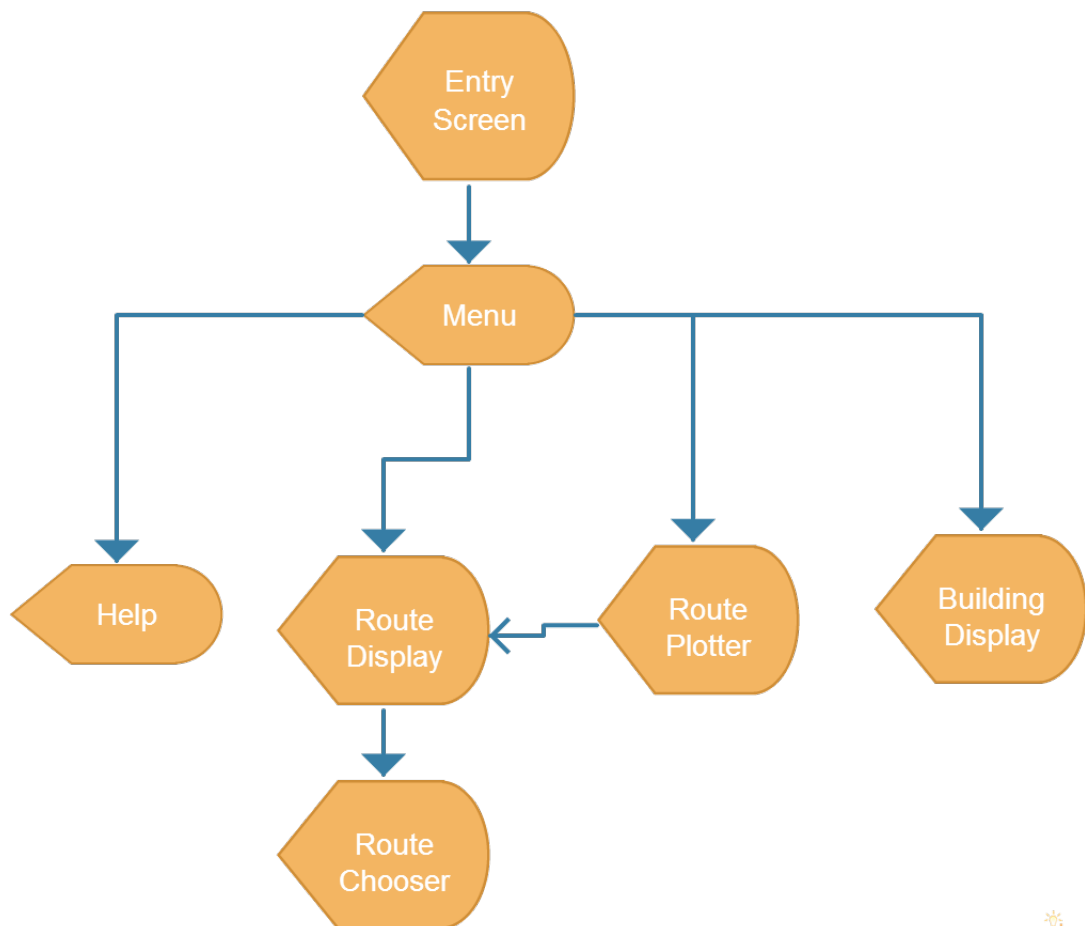 Entry
Screen
Menu
Help
Route
Display
Route
Plotter
Building
Display
Route
Chooser